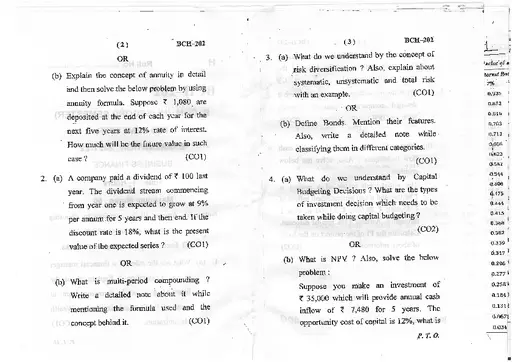 (2) BCH-202
OR
(b) Explain the concept of annuity in detail
and then solve the below problem by using
annuity formula. Suppose ₹ 1,080 are
deposited at the end of each year for the
next five years at 12% rate of interest.
How much will be the future value in such
case ? (CO1)
2. (a) A company paid a dividend of ₹ 100 last
year. The dividend stream commencing
from year one is expected to grow at 9%
per annum for 5 years and then end. If the
discount rate is 18%, what is the present
value of the expected series ? (CO1)
OR
(b) What is multi-period compounding ?
Write a detailed note about it while
mentioning the formula used and the
concept behind it. (CO1)
(3) BCH-202
3. (a) What do we understand by the concept of
risk diversification ? Also, explain about
systematic, unsystematic and total risk
with an example. (CO1)
OR
(b) Define Bonds. Mention their features.
Also, write a detailed note while
classifying them in different categories.
(CO1)
4. (a) What do we understand by Capital
Budgeting Decisions ? What are the types
of investment decision which needs to be
taken while doing capital budgeting ?
(CO2)
OR
(b) What is NPV ? Also, solve the below
problem :
Suppose you make an investment of
₹ 35,000 which will provide annual cash
inflow of ₹ 7,480 for 5 years. The
opportunity cost of capital is 12%, what is
P. T. O.
7%
0.935
0.873
0.816
0.763
0.713
0.666
0.623
0.582
0.544
0.508
0.475
0.444
0.415
0.388
0.362
0.339
0.317
0.296
0.277
0.258
0.184
0.131